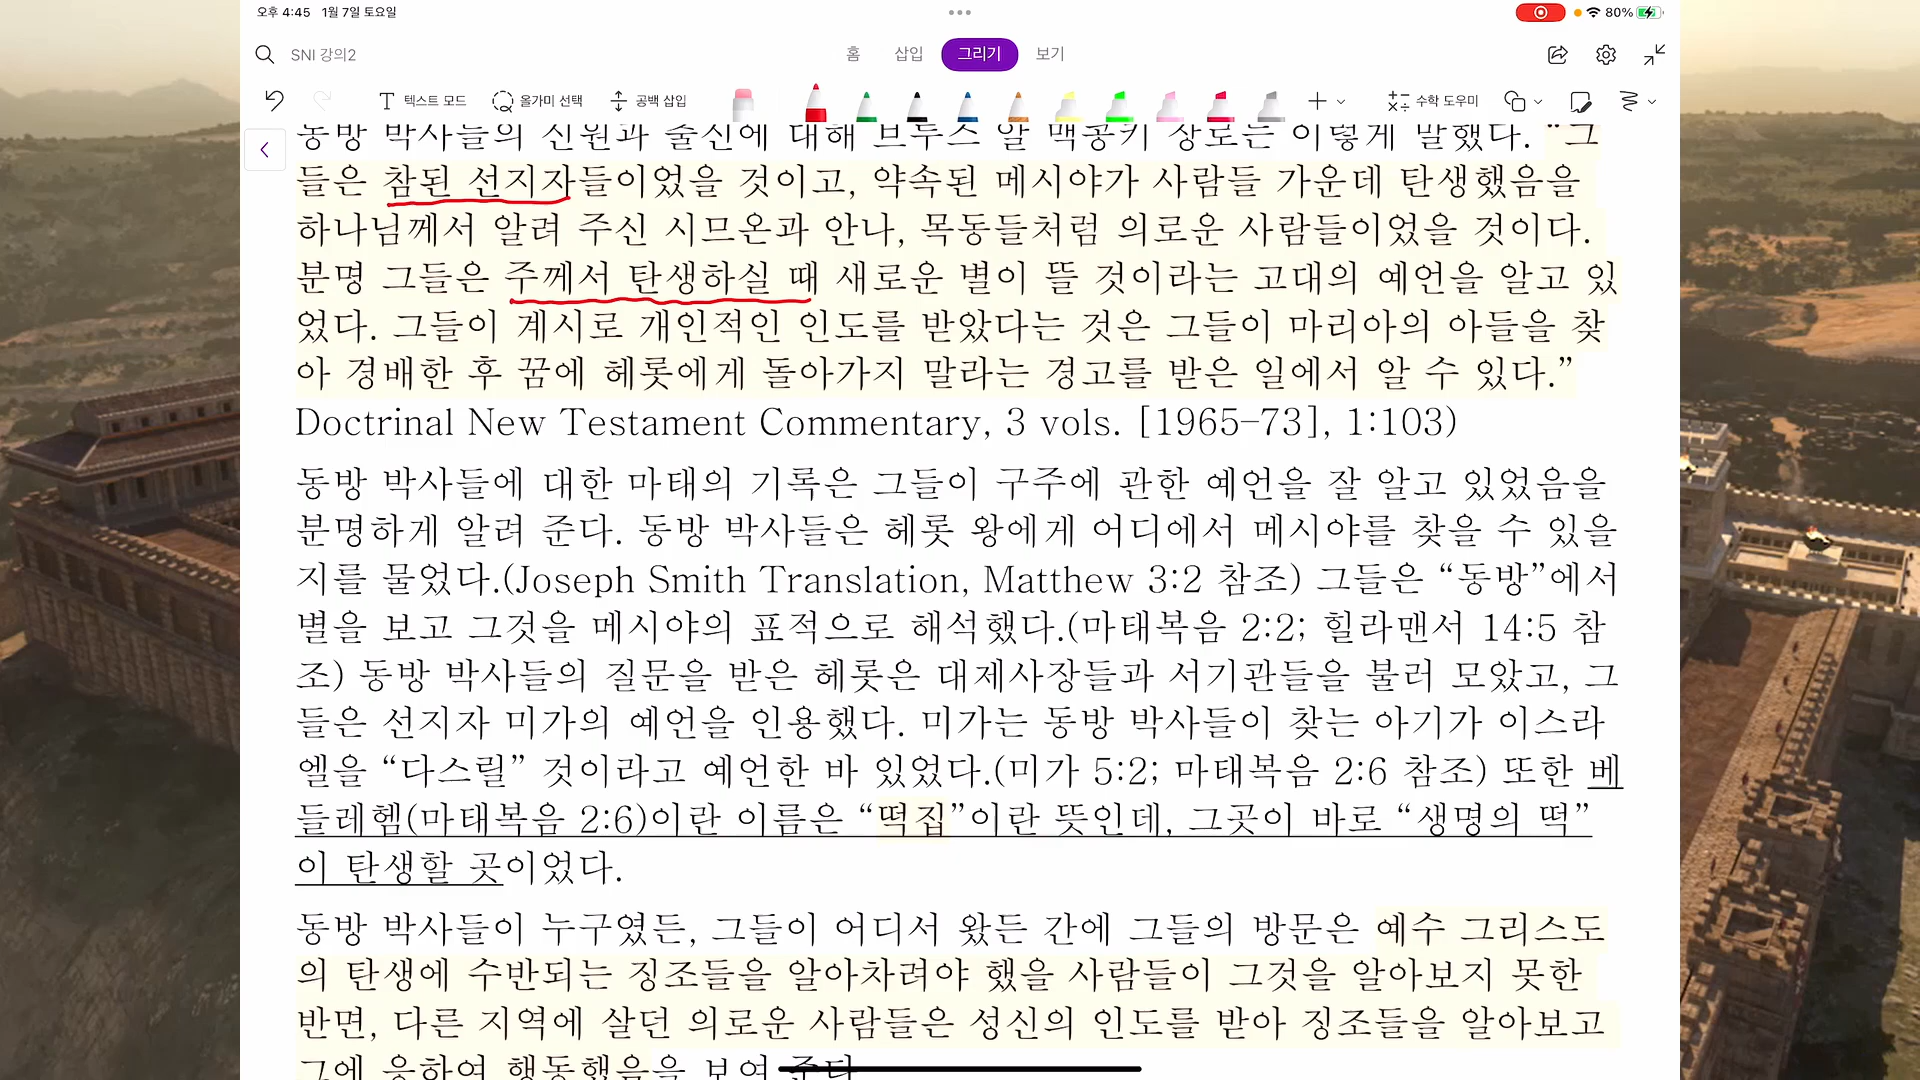 오후 4:45 1월 7일 토요일
80%
SNI 강의2
홈 삽입 그리기 보기
텍스트 모드 올가미 선택 공백 삽입 수학 도우미
동방 박사들의 신원과 출신에 대해 브루스 알 맥콩키 장로는 이렇게 말했다. “그
들은 참된 선지자들이었을 것이고, 약속된 메시야가 사람들 가운데 탄생했음을
하나님께서 알려 주신 시므온과 안나, 목동들처럼 의로운 사람들이었을 것이다.
분명 그들은 주께서 탄생하실 때 새로운 별이 뜰 것이라는 고대의 예언을 알고 있
었다. 그들이 계시로 개인적인 인도를 받았다는 것은 그들이 마리아의 아들을 찾
아 경배한 후 꿈에 헤롯에게 돌아가지 말라는 경고를 받은 일에서 알 수 있다.”
Doctrinal New Testament Commentary, 3 vols. [1965–73], 1:103)
동방 박사들에 대한 마태의 기록은 그들이 구주에 관한 예언을 잘 알고 있었음을
분명하게 알려 준다. 동방 박사들은 헤롯 왕에게 어디에서 메시야를 찾을 수 있을
지를 물었다.(Joseph Smith Translation, Matthew 3:2 참조) 그들은 “동방”에서
별을 보고 그것을 메시야의 표적으로 해석했다.(마태복음 2:2; 힐라맨서 14:5 참
조) 동방 박사들의 질문을 받은 헤롯은 대제사장들과 서기관들을 불러 모았고, 그
들은 선지자 미가의 예언을 인용했다. 미가는 동방 박사들이 찾는 아기가 이스라
엘을 “다스릴” 것이라고 예언한 바 있었다.(미가 5:2; 마태복음 2:6 참조) 또한 베
들레헴(마태복음 2:6)이란 이름은 “떡집”이란 뜻인데, 그곳이 바로 “생명의 떡”
이 탄생할 곳이었다.
동방 박사들이 누구였든, 그들이 어디서 왔든 간에 그들의 방문은 예수 그리스도
의 탄생에 수반되는 징조들을 알아차려야 했을 사람들이 그것을 알아보지 못한
반면, 다른 지역에 살던 의로운 사람들은 성신의 인도를 받아 징조들을 알아보고
그에 응하여 행동했음을 보여 준다